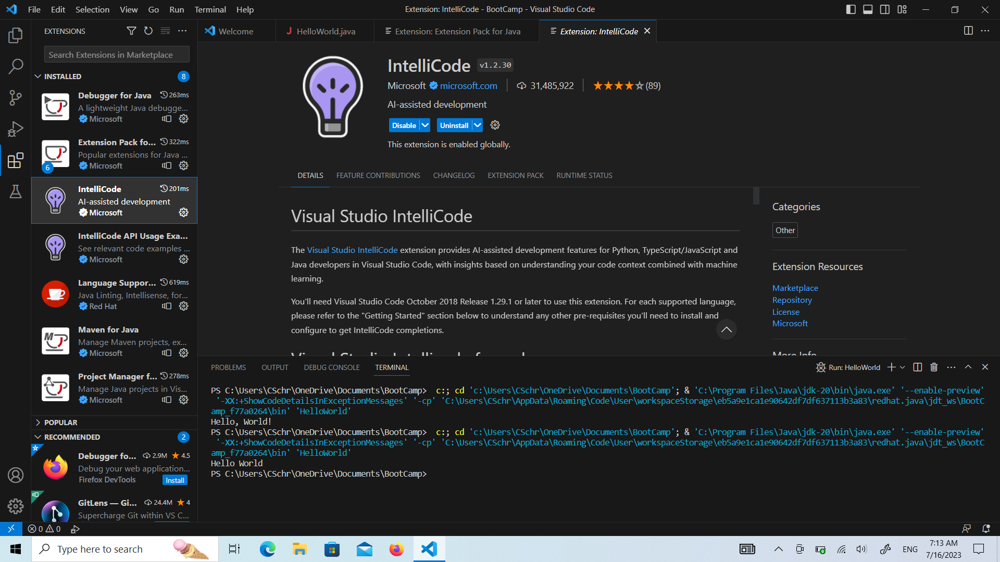 File Edit Selection View Go Run Terminal Help
Extension: IntelliCode - BootCamp - Visual Studio Code
EXTENSIONS
Search Extensions in Marketplace
INSTALLED 8
Debugger for Java 263ms
A lightweight Java debugge...
Microsoft
Extension Pack fo... 322ms
Popular extensions for Java ...
6 Microsoft
IntelliCode 201ms
AI-assisted development
Microsoft
IntelliCode API Usage Exa...
See relevant code examples ...
Microsoft
Language Suppor... 619ms
Java Linting, Intellisense, for...
Red Hat
Maven for Java
Manage Maven projects, ex...
Microsoft
Project Manager f... 278ms
Manage Java projects in Vis...
Microsoft
POPULAR
RECOMMENDED 2
Debugger fo... 2.9M 4.5
Debug your web application...
Firefox DevTools Install
GitLens — Gi... 24.4M 4
Supercharge Git within VS C...
Welcome HelloWorld.java Extension: Extension Pack for Java Extension: IntelliCode
IntelliCode v1.2.30
Microsoft microsoft.com 31,485,922 (89)
AI-assisted development
Disable Uninstall
This extension is enabled globally.
DETAILS FEATURE CONTRIBUTIONS CHANGELOG EXTENSION PACK RUNTIME STATUS
Visual Studio IntelliCode
The Visual Studio IntelliCode extension provides AI-assisted development features for Python, TypeScript/JavaScript and
Java developers in Visual Studio Code, with insights based on understanding your code context combined with machine
learning.
You'll need Visual Studio Code October 2018 Release 1.29.1 or later to use this extension. For each supported language,
please refer to the "Getting Started" section below to understand any other pre-requisites you'll need to install and
configure to get IntelliCode completions.
Categories
Other
Extension Resources
Marketplace
Repository
License
Microsoft
More Info
PROBLEMS OUTPUT DEBUG CONSOLE TERMINAL Run: HelloWorld
PS C:\Users\CSchr\OneDrive\Documents\BootCamp>  c:; cd 'c:\Users\CSchr\OneDrive\Documents\BootCamp'; & 'C:\Program Files\Java\jdk-20\bin\java.exe' '--enable-preview'
'-XX:+ShowCodeDetailsInExceptionMessages' '-cp' 'C:\Users\CSchr\AppData\Roaming\Code\User\workspaceStorage\eb5a9e1ca1e90642df7df637113b3a83\redhat.java\jdt_ws\BootC
amp_f77a0264\bin' 'HelloWorld'
Hello, World!
PS C:\Users\CSchr\OneDrive\Documents\BootCamp>  c:; cd 'c:\Users\CSchr\OneDrive\Documents\BootCamp'; & 'C:\Program Files\Java\jdk-20\bin\java.exe' '--enable-preview'
'-XX:+ShowCodeDetailsInExceptionMessages' '-cp' 'C:\Users\CSchr\AppData\Roaming\Code\User\workspaceStorage\eb5a9e1ca1e90642df7df637113b3a83\redhat.java\jdt_ws\BootC
amp_f77a0264\bin' 'HelloWorld'
Hello World
PS C:\Users\CSchr\OneDrive\Documents\BootCamp>
0 0
Type here to search
ENG
7:13 AM
7/16/2023